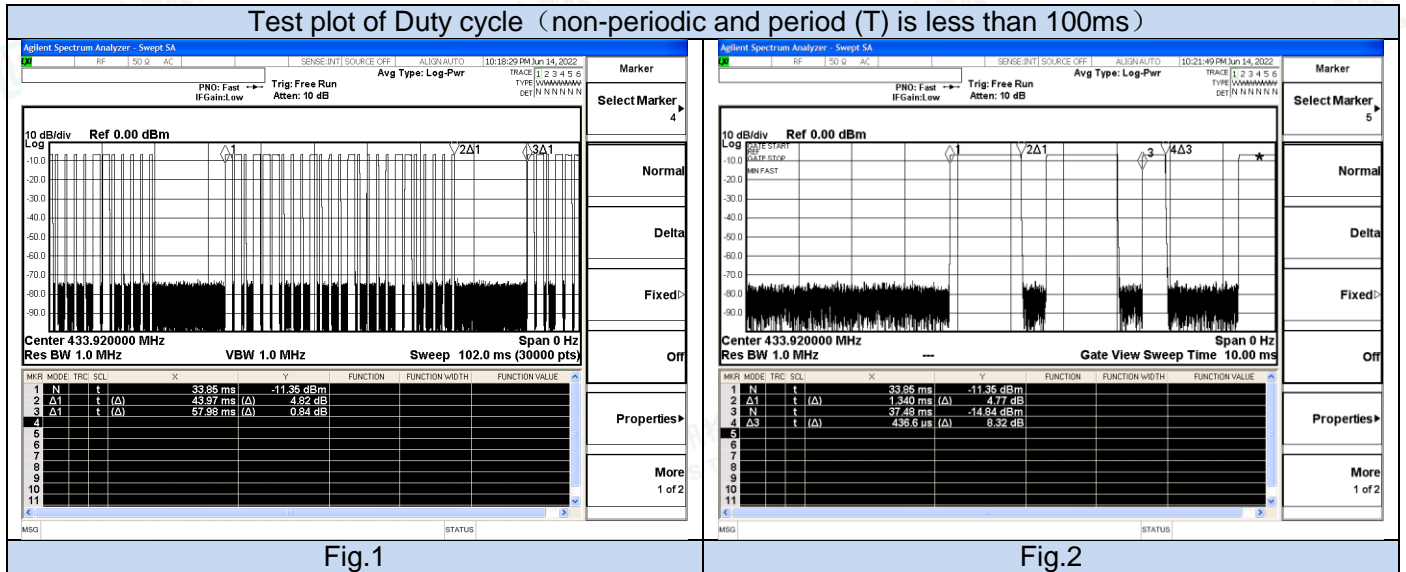 Test plot of Duty cycle（non-periodic and period (T) is less than 100ms）
Agilent Spectrum Analyzer - Swept SA
LXI RF 50 Ω AC SENSE:INT SOURCE OFF ALIGN AUTO 10:18:29 PM Jun 14, 2022
Avg Type: Log-Pwr TRACE 1 2 3 4 5 6
PNO: Fast Trig: Free Run TYPE WWWWWW
IFGain:Low Atten: 10 dB DET N N N N N N
10 dB/div Ref 0.00 dBm
Log
1 2Δ1 3Δ1
-10.0
-20.0
-30.0
-40.0
-50.0
-60.0
-70.0
-80.0
-90.0
Center 433.920000 MHz Span 0 Hz
Res BW 1.0 MHz VBW 1.0 MHz Sweep 102.0 ms (30000 pts)
MKR MODE TRC SCL X Y FUNCTION FUNCTION WIDTH FUNCTION VALUE
1 N t 33.85 ms -11.35 dBm
2 Δ1 t (Δ) 43.97 ms (Δ) 4.82 dB
3 Δ1 t (Δ) 57.98 ms (Δ) 0.84 dB
4
5
6
7
8
9
10
11
MSG STATUS
Marker
Select Marker
4
Normal
Delta
Fixed
Off
Properties
More
1 of 2
Fig.1
Agilent Spectrum Analyzer - Swept SA
LXI RF 50 Ω AC SENSE:INT SOURCE OFF ALIGN AUTO 10:21:49 PM Jun 14, 2022
Avg Type: Log-Pwr TRACE 1 2 3 4 5 6
PNO: Fast Trig: Free Run TYPE WWWWWW
IFGain:Low Atten: 10 dB DET N N N N N N
10 dB/div Ref 0.00 dBm
Log
GATE START
REF
GATE STOP
MIN FAST
1 2Δ1 3 4Δ3
*
-10.0
-20.0
-30.0
-40.0
-50.0
-60.0
-70.0
-80.0
-90.0
Center 433.920000 MHz Span 0 Hz
Res BW 1.0 MHz --- Gate View Sweep Time 10.00 ms
MKR MODE TRC SCL X Y FUNCTION FUNCTION WIDTH FUNCTION VALUE
1 N t 33.85 ms -11.35 dBm
2 Δ1 t (Δ) 1.340 ms (Δ) 4.77 dB
3 N t 37.48 ms -14.84 dBm
4 Δ3 t (Δ) 436.6 µs (Δ) 8.32 dB
5
6
7
8
9
10
11
MSG STATUS
Marker
Select Marker
5
Normal
Delta
Fixed
Off
Properties
More
1 of 2
Fig.2